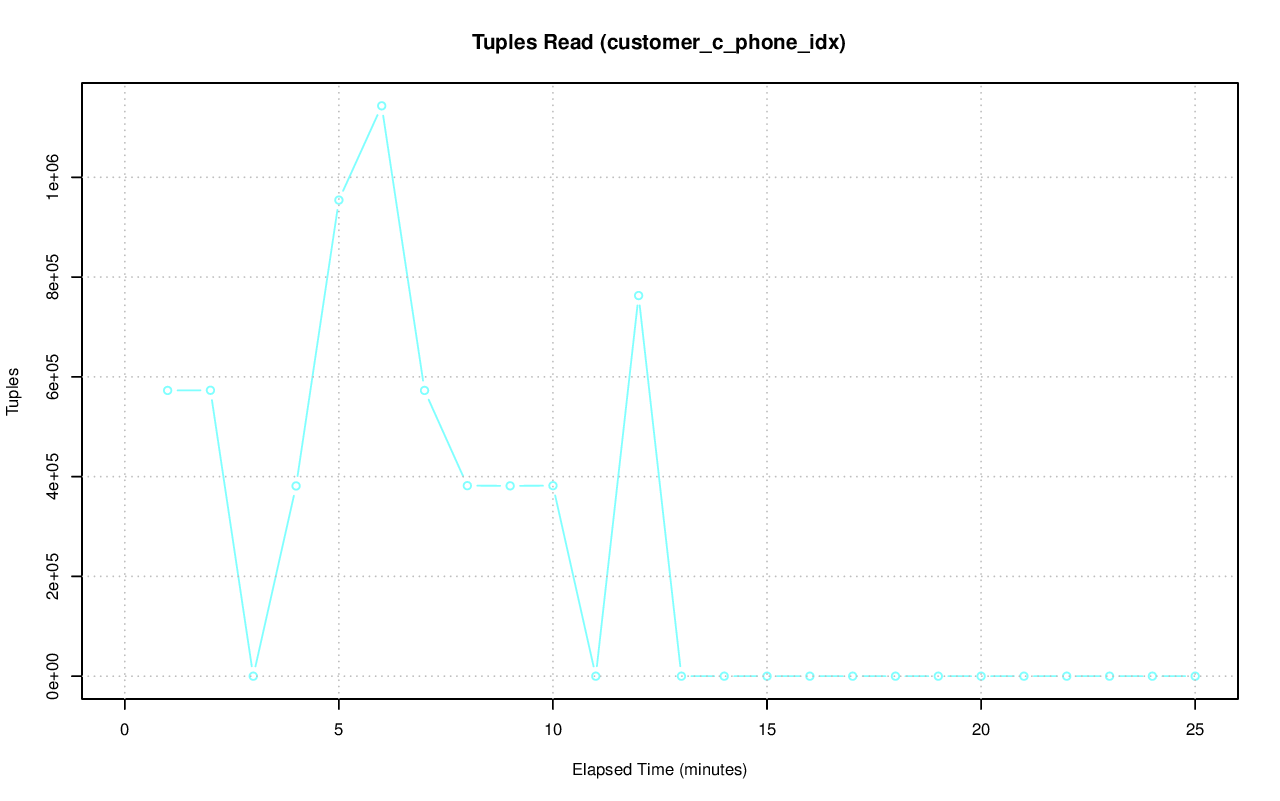 Tuples Read (customer_c_phone_idx)
1e+06
8e+05
6e+05
4e+05
2e+05
0e+00
Tuples
0 5 10 15 20 25
Elapsed Time (minutes)